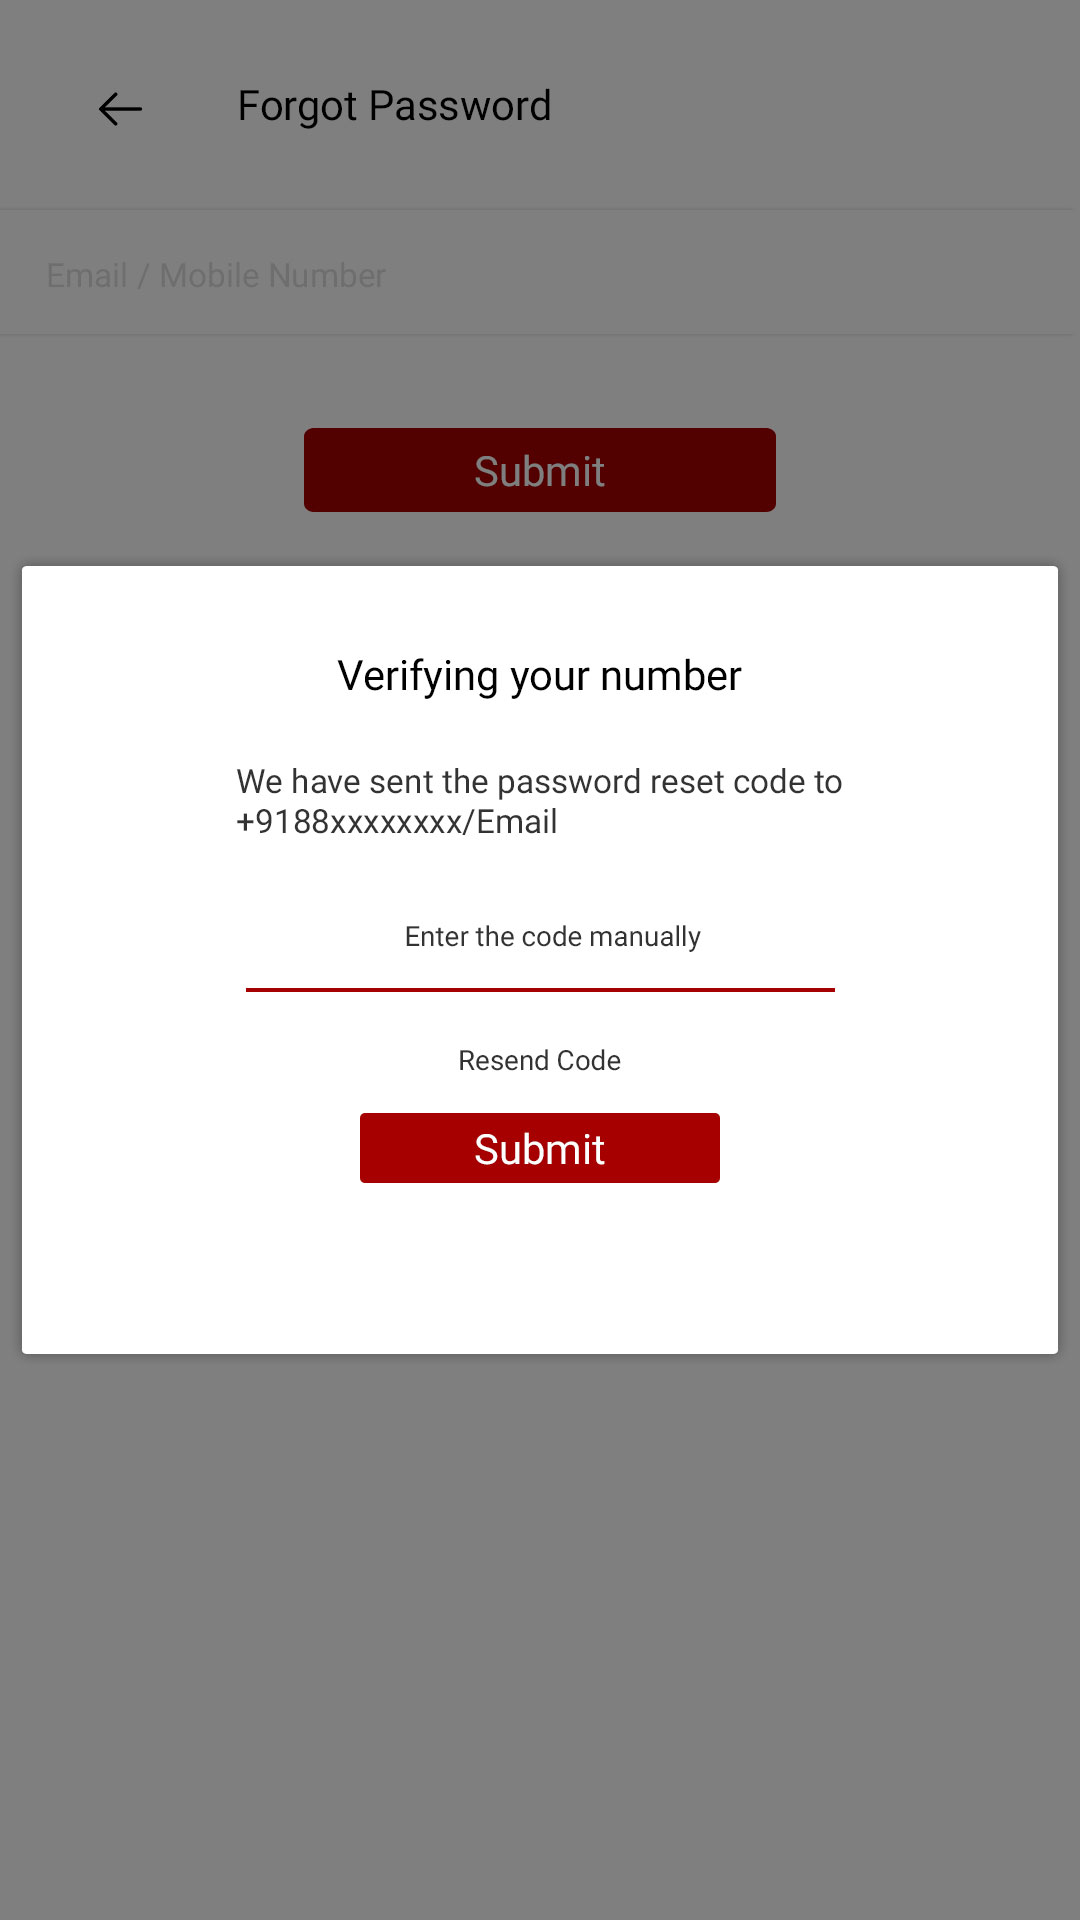 Forgot Password
Email / Mobile Number
Submit
Verifying your number
We have sent the password reset code to
+9188xxxxxxxx/Email
Enter the code manually
Resend Code
Submit